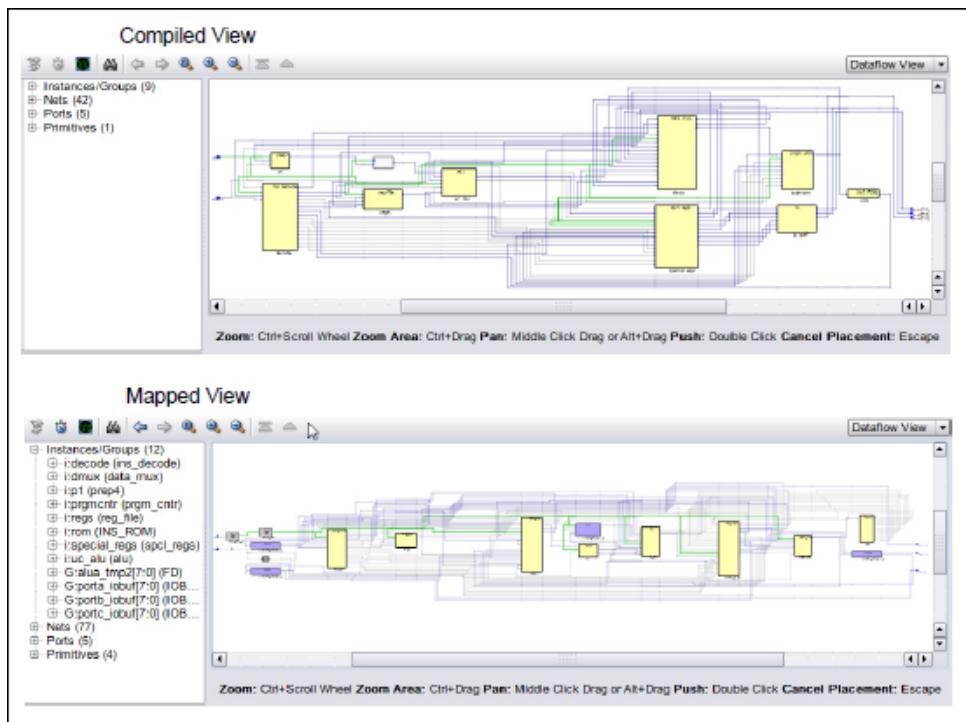 Compiled View
Dataflow View
Instances/Groups (9)
Nets (42)
Ports (5)
Primitives (1)
Zoom: Ctrl+Scroll Wheel Zoom Area: Ctrl+Drag Pan: Middle Click Drag or Alt+Drag Push: Double Click Cancel Placement: Escape
Mapped View
Dataflow View
Instances/Groups (12)
i:decode (ins_decode)
i:dmux (data_mux)
i:p1 (prep4)
i:prgmcntr (prgm_cntr)
i:regs (reg_file)
i:rom (INS_ROM)
i:special_regs (spcl_regs)
i:uc_alu (alu)
G:alua_tmp2[7:0] (FD)
G:porta_iobuf[7:0] (IOB...
G:portb_iobuf[7:0] (IOB...
G:portc_iobuf[7:0] (IOB...
Nets (77)
Ports (5)
Primitives (4)
Zoom: Ctrl+Scroll Wheel Zoom Area: Ctrl+Drag Pan: Middle Click Drag or Alt+Drag Push: Double Click Cancel Placement: Escape